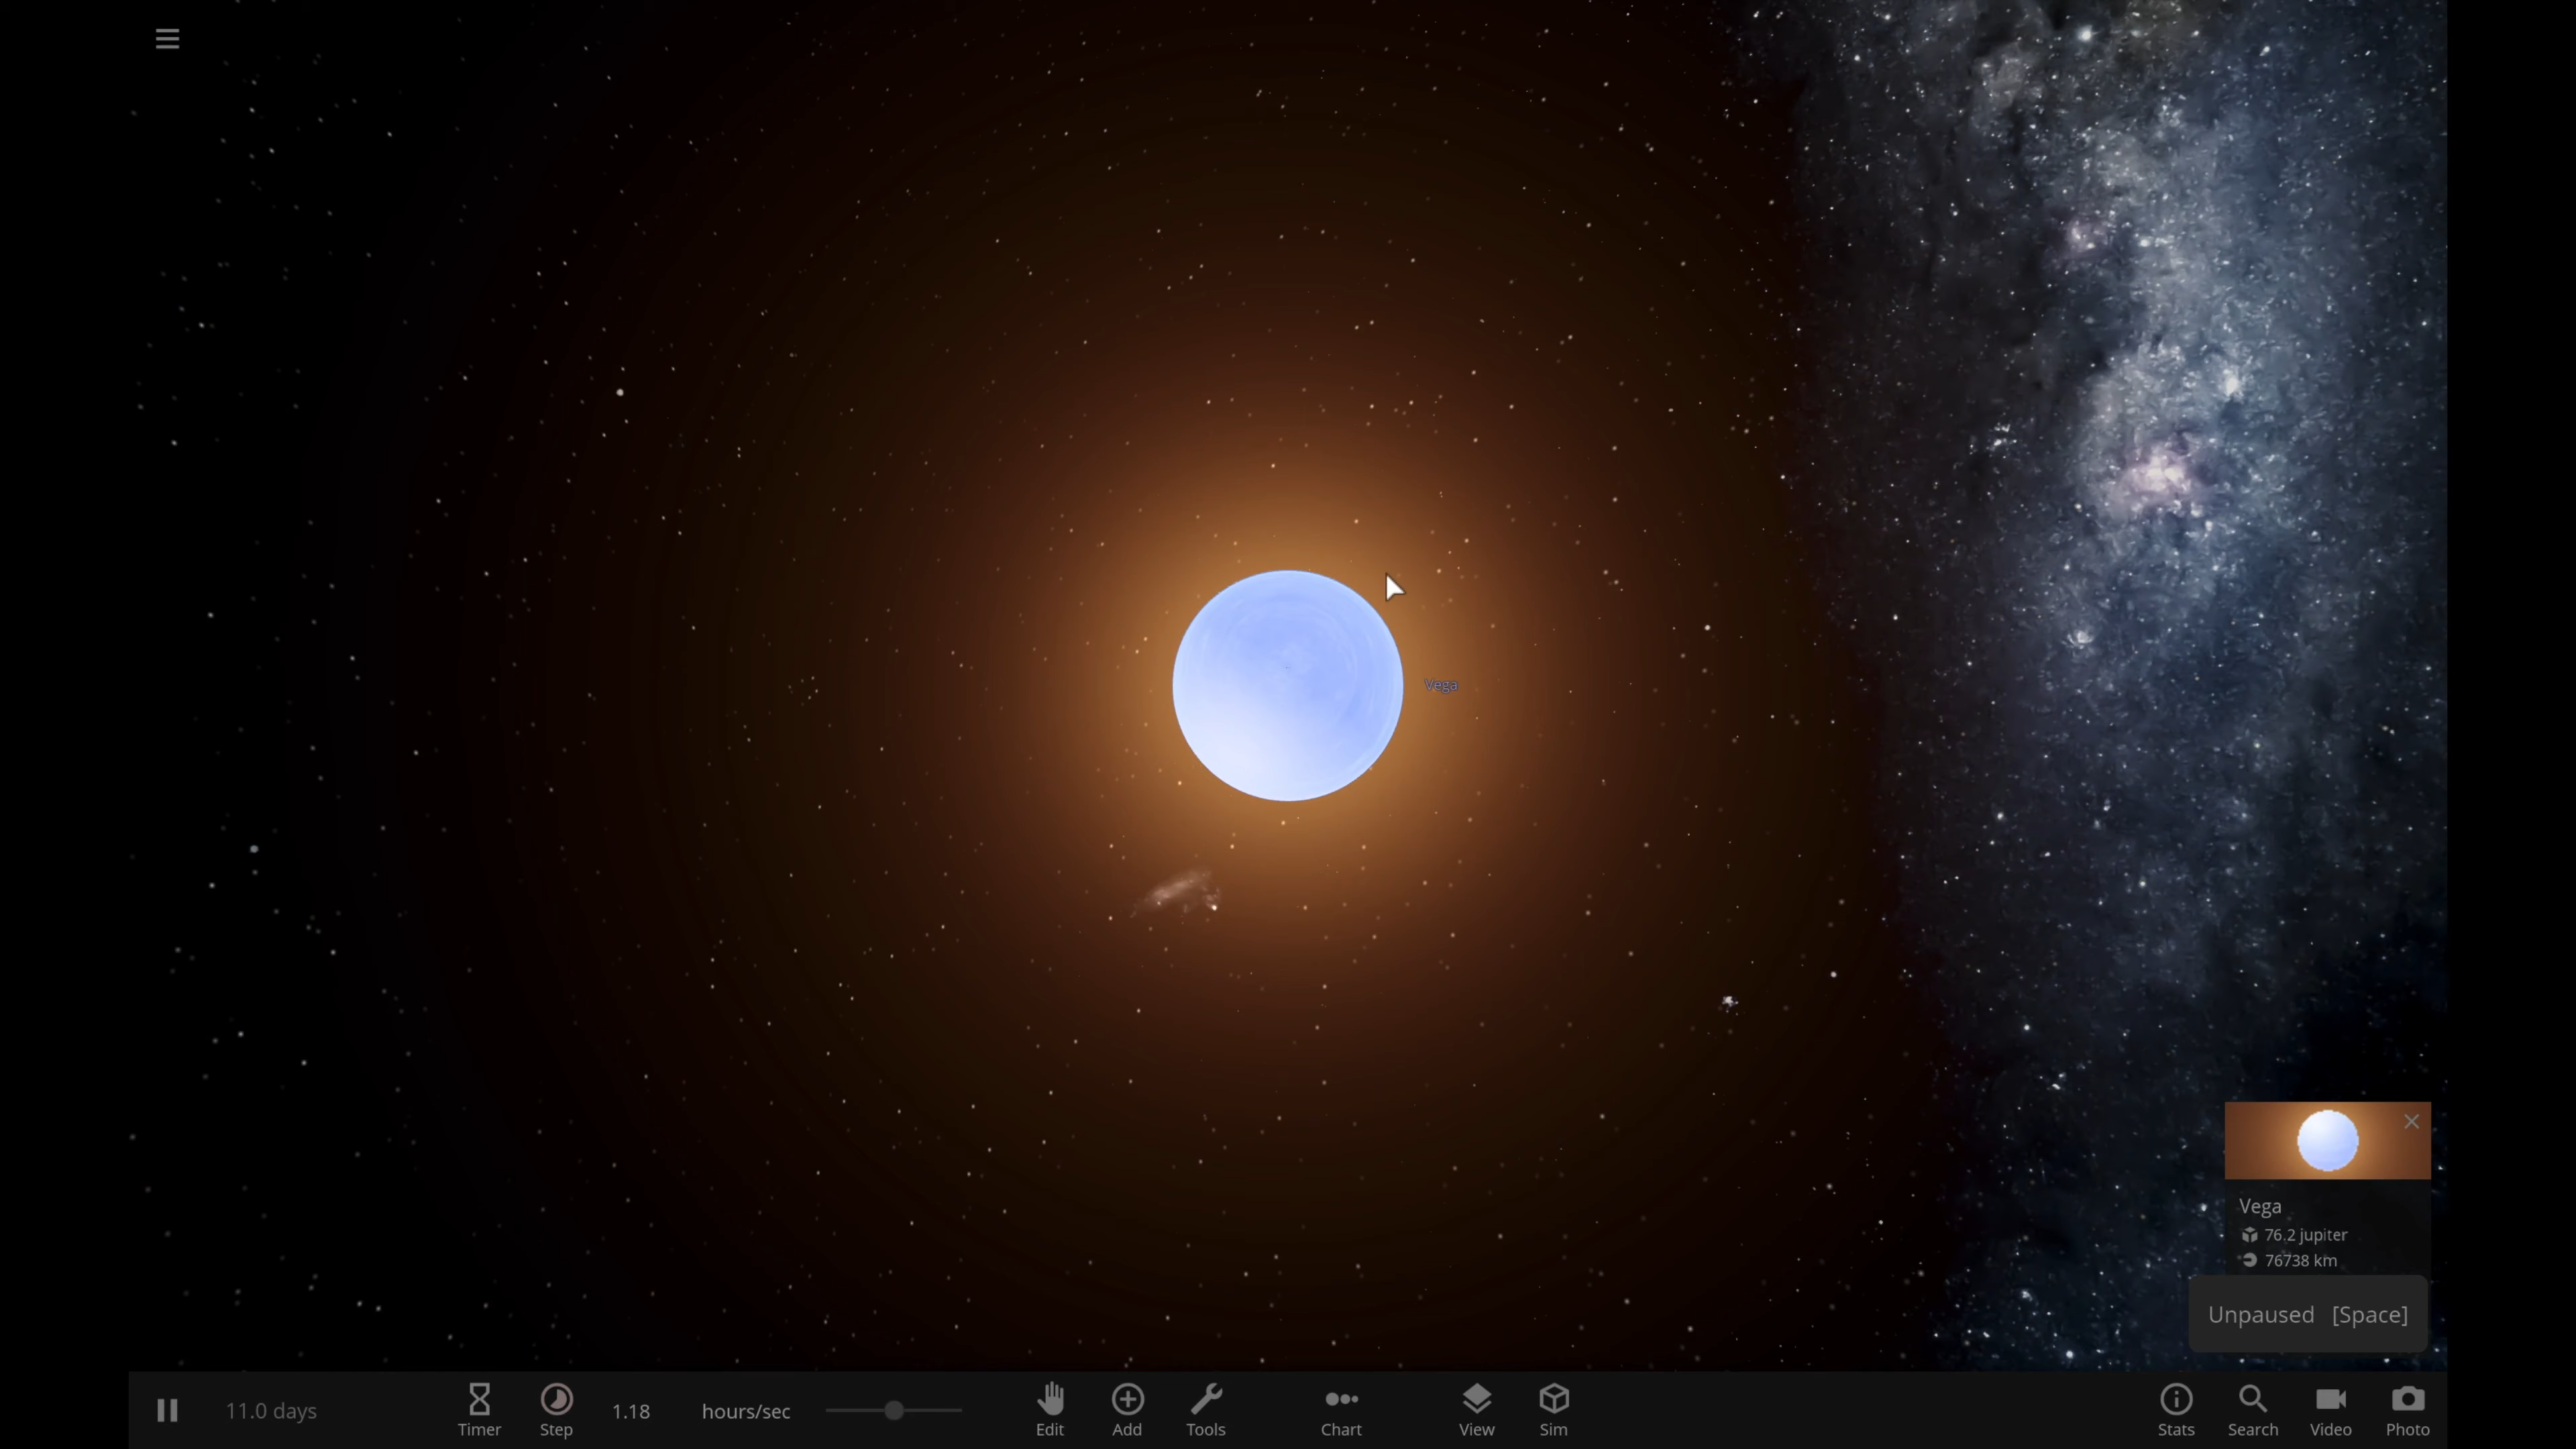 Vega
Vega
76.2 jupiter
76738 km
Unpaused [Space]
11.0 days
Timer
Step
1.18
hours/sec
Edit
Add
Tools
Chart
View
Sim
Stats
Search
Video
Photo